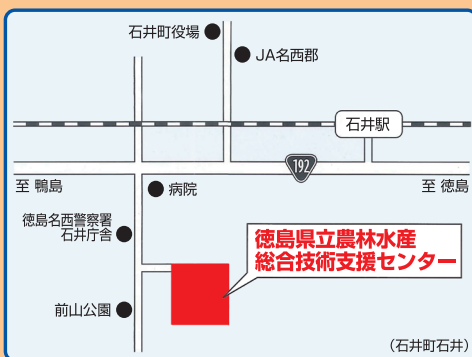 石井町役場
JA名西郡
石井駅
192
至 鴨島
病院
至 徳島
徳島名西警察署
石井庁舎
徳島県立農林水産
総合技術支援センター
前山公園
(石井町石井)